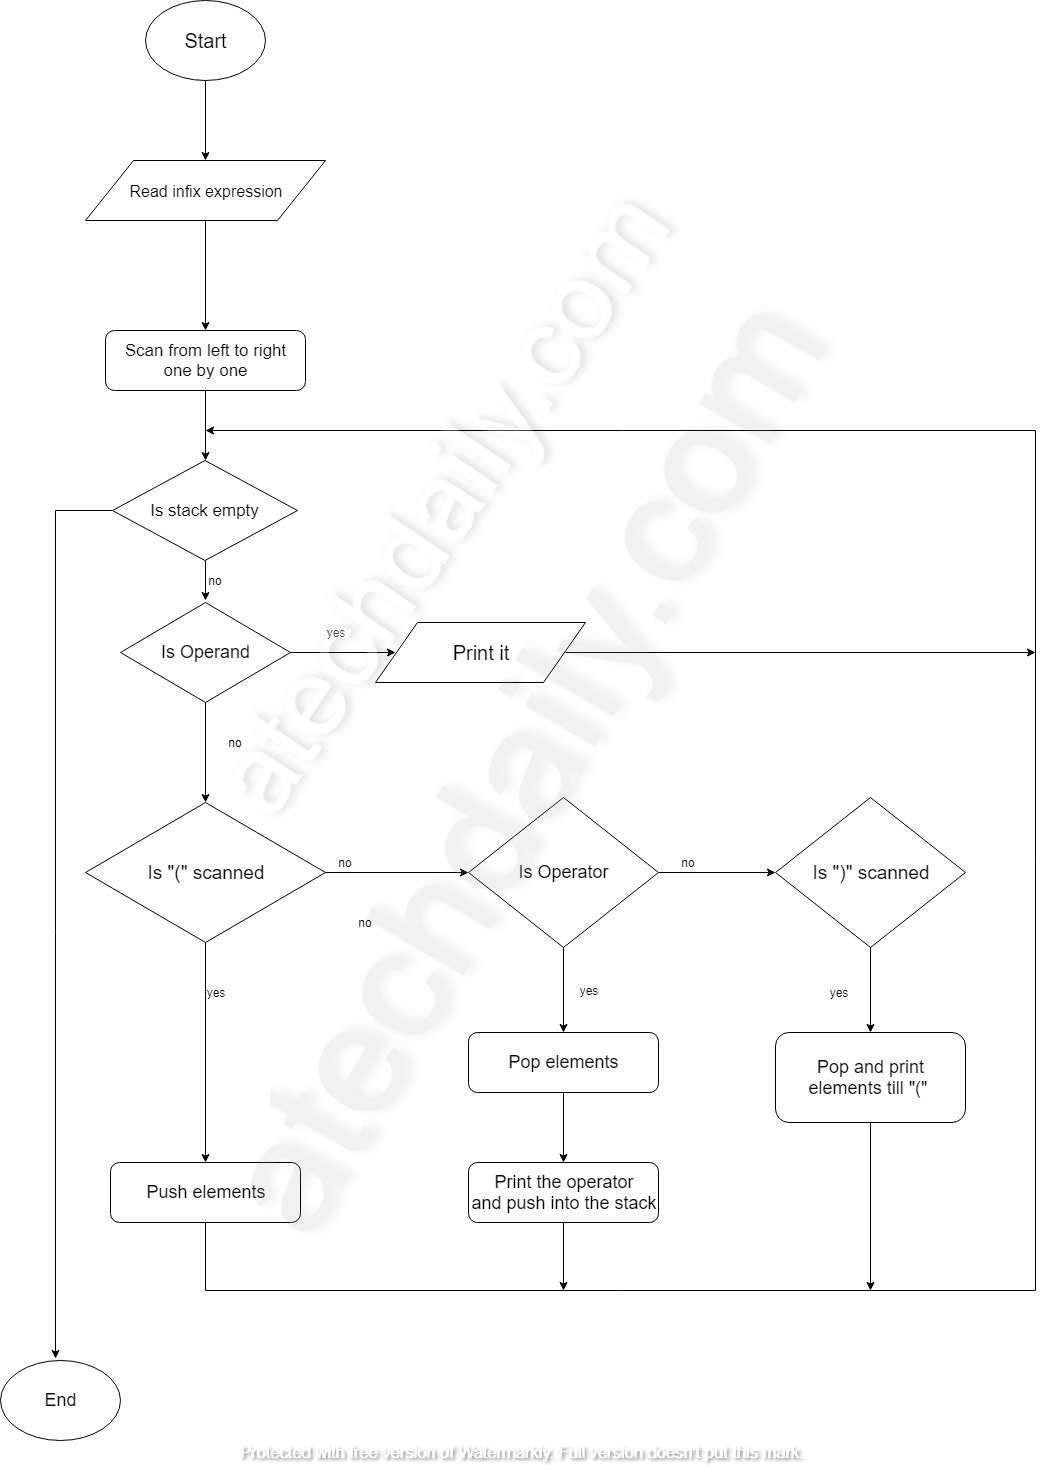 Start
Read infix expression
Scan from left to right
one by one
Is stack empty
no
Is Operand
yes
Print it
no
Is "(" scanned
no
Is Operator
no
Is ")" scanned
no
yes
yes
yes
Pop elements
Pop and print
elements till "("
Push elements
Print the operator
and push into the stack
End
atechdaily.com
atechdaily.com
Protected with free version of Watermarkly. Full version doesn't put this mark.